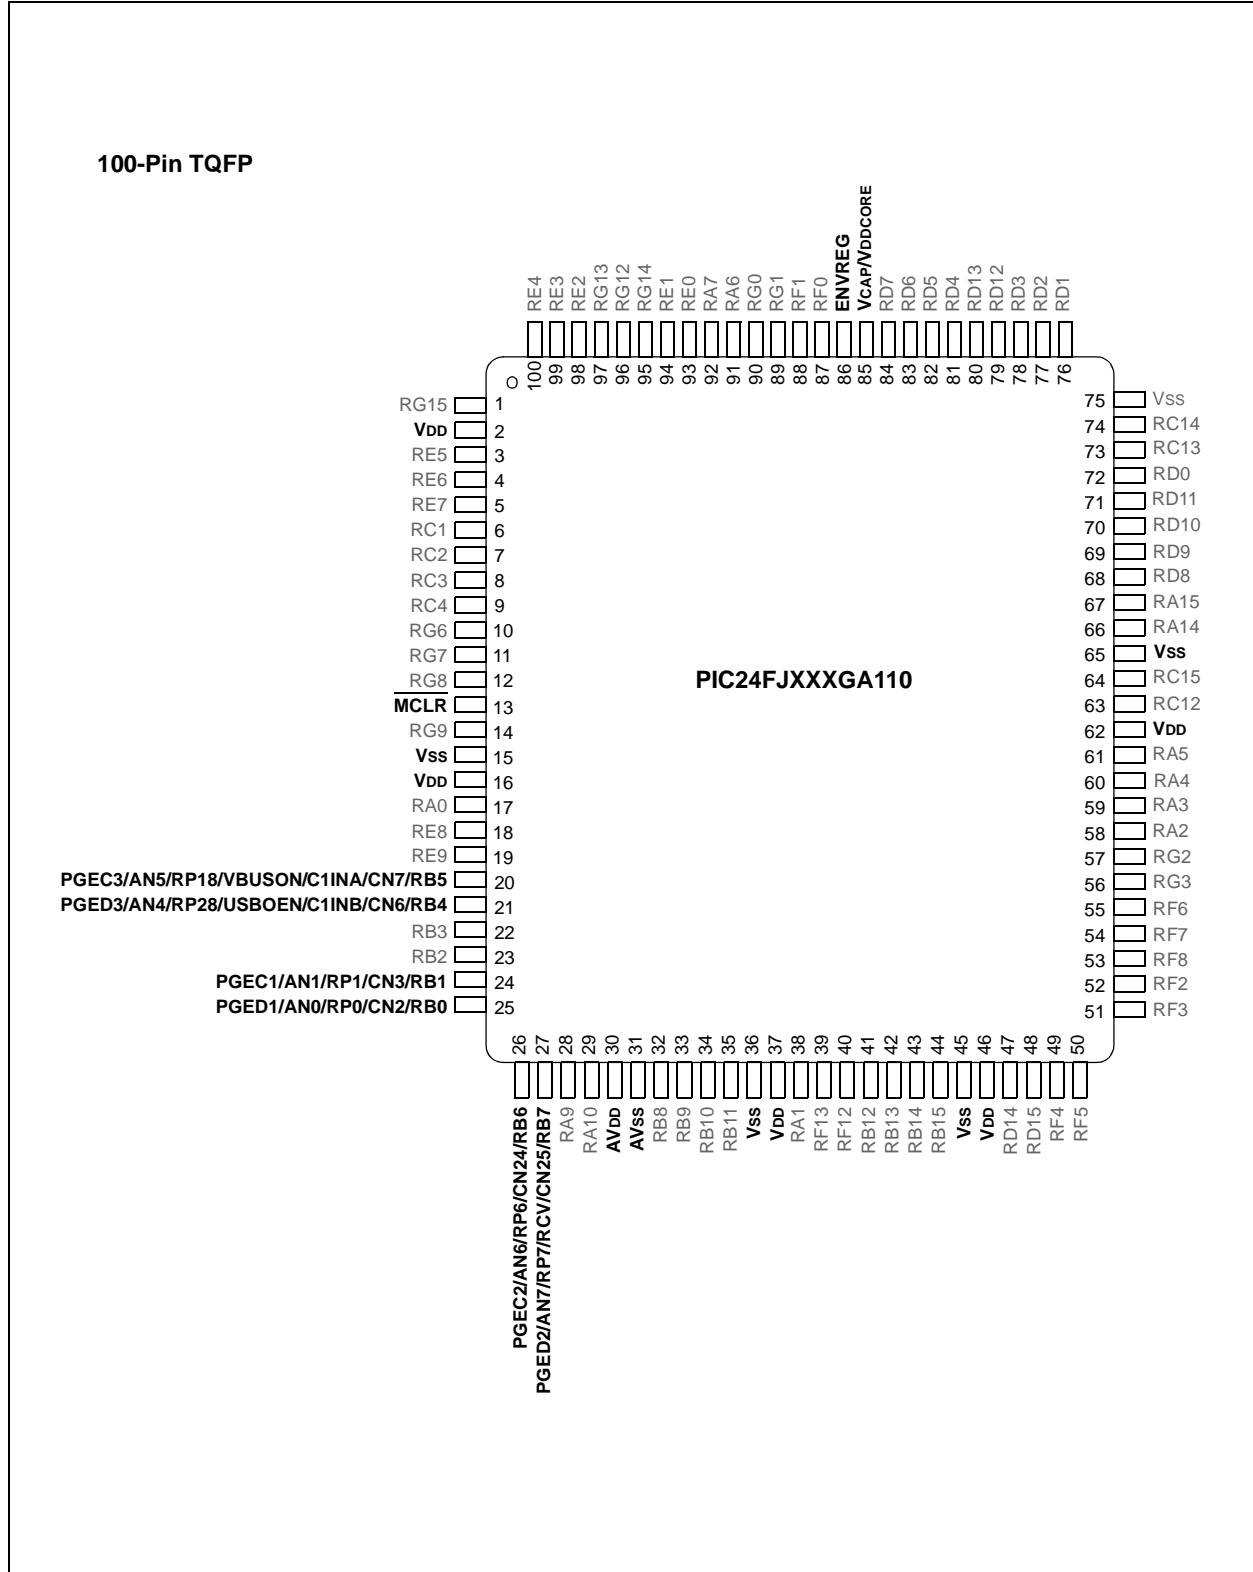 100-Pin TQFP
RE4
RE3
RE2
RG13
RG12
RG14
RE1
RE0
RA7
RA6
RG0
RG1
RF1
RF0
ENVREG
VCAP/VDDCORE
RD7
RD6
RD5
RD4
RD13
RD12
RD3
RD2
RD1
100
99
98
97
96
95
94
93
92
91
90
89
88
87
86
85
84
83
82
81
80
79
78
77
76
RG15 1
VDD 2
RE5 3
RE6 4
RE7 5
RC1 6
RC2 7
RC3 8
RC4 9
RG6 10
RG7 11
RG8 12
MCLR 13
RG9 14
VSS 15
VDD 16
RA0 17
RE8 18
RE9 19
PGEC3/AN5/RP18/VBUSON/C1INA/CN7/RB5 20
PGED3/AN4/RP28/USBOEN/C1INB/CN6/RB4 21
RB3 22
RB2 23
PGEC1/AN1/RP1/CN3/RB1 24
PGED1/AN0/RP0/CN2/RB0 25
PIC24FJXXXGA110
75 VSS
74 RC14
73 RC13
72 RD0
71 RD11
70 RD10
69 RD9
68 RD8
67 RA15
66 RA14
65 VSS
64 RC15
63 RC12
62 VDD
61 RA5
60 RA4
59 RA3
58 RA2
57 RG2
56 RG3
55 RF6
54 RF7
53 RF8
52 RF2
51 RF3
26
27
28
29
30
31
32
33
34
35
36
37
38
39
40
41
42
43
44
45
46
47
48
49
50
PGEC2/AN6/RP6/CN24/RB6
PGED2/AN7/RP7/RCV/CN25/RB7
RA9
RA10
AVDD
AVSS
RB8
RB9
RB10
RB11
VSS
VDD
RA1
RF13
RF12
RB12
RB13
RB14
RB15
VSS
VDD
RD14
RD15
RF4
RF5